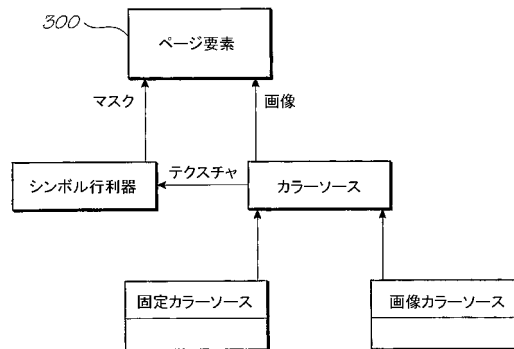 300
ページ要素
マスク
画像
シンボル行利器
テクスチャ
カラーソース
固定カラーソース
画像カラーソース